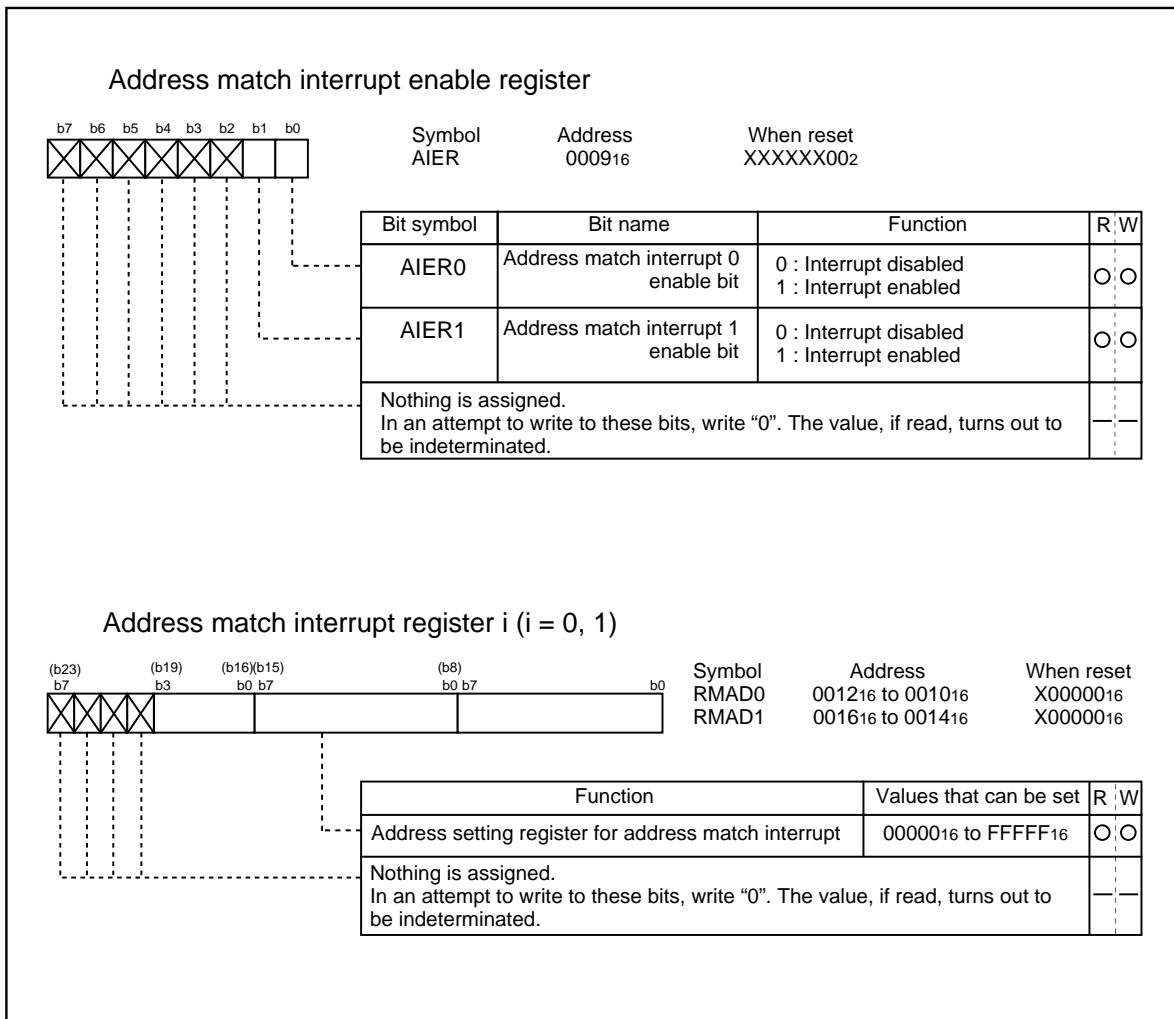 Address match interrupt enable register
b7 b6 b5 b4 b3 b2 b1 b0
Symbol Address When reset
AIER 000916 XXXXXX002
Bit symbol Bit name Function R W
AIER0 Address match interrupt 0 enable bit 0 : Interrupt disabled
1 : Interrupt enabled
AIER1 Address match interrupt 1 enable bit 0 : Interrupt disabled
1 : Interrupt enabled
Nothing is assigned.
In an attempt to write to these bits, write “0”. The value, if read, turns out to
be indeterminated.
Address match interrupt register i (i = 0, 1)
(b23) (b19) (b16)(b15) (b8)
b7 b3 b0 b7 b0 b7 b0
Symbol Address When reset
RMAD0 001216 to 001016 X0000016
RMAD1 001616 to 001416 X0000016
Function Values that can be set R W
Address setting register for address match interrupt 0000016 to FFFFF16
Nothing is assigned.
In an attempt to write to these bits, write “0”. The value, if read, turns out to
be indeterminated.